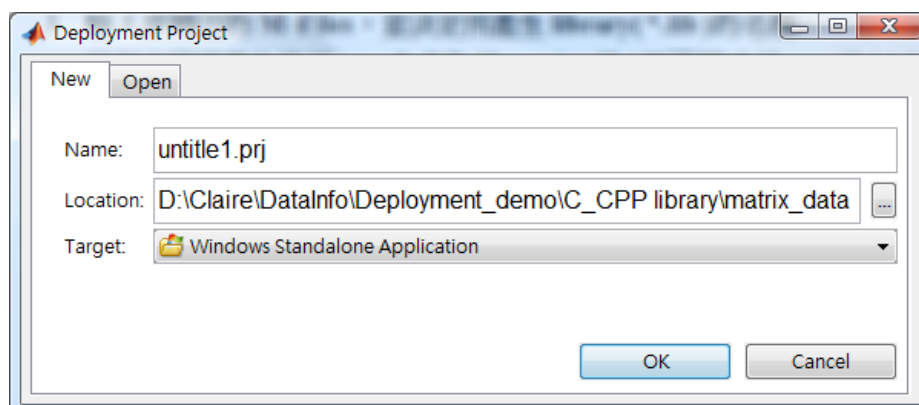 Deployment Project
New
Open
Name:
untitle1.prj
Location:
D:\Claire\DataInfo\Deployment_demo\C_CPP library\matrix_data
...
Target:
Windows Standalone Application
OK
Cancel